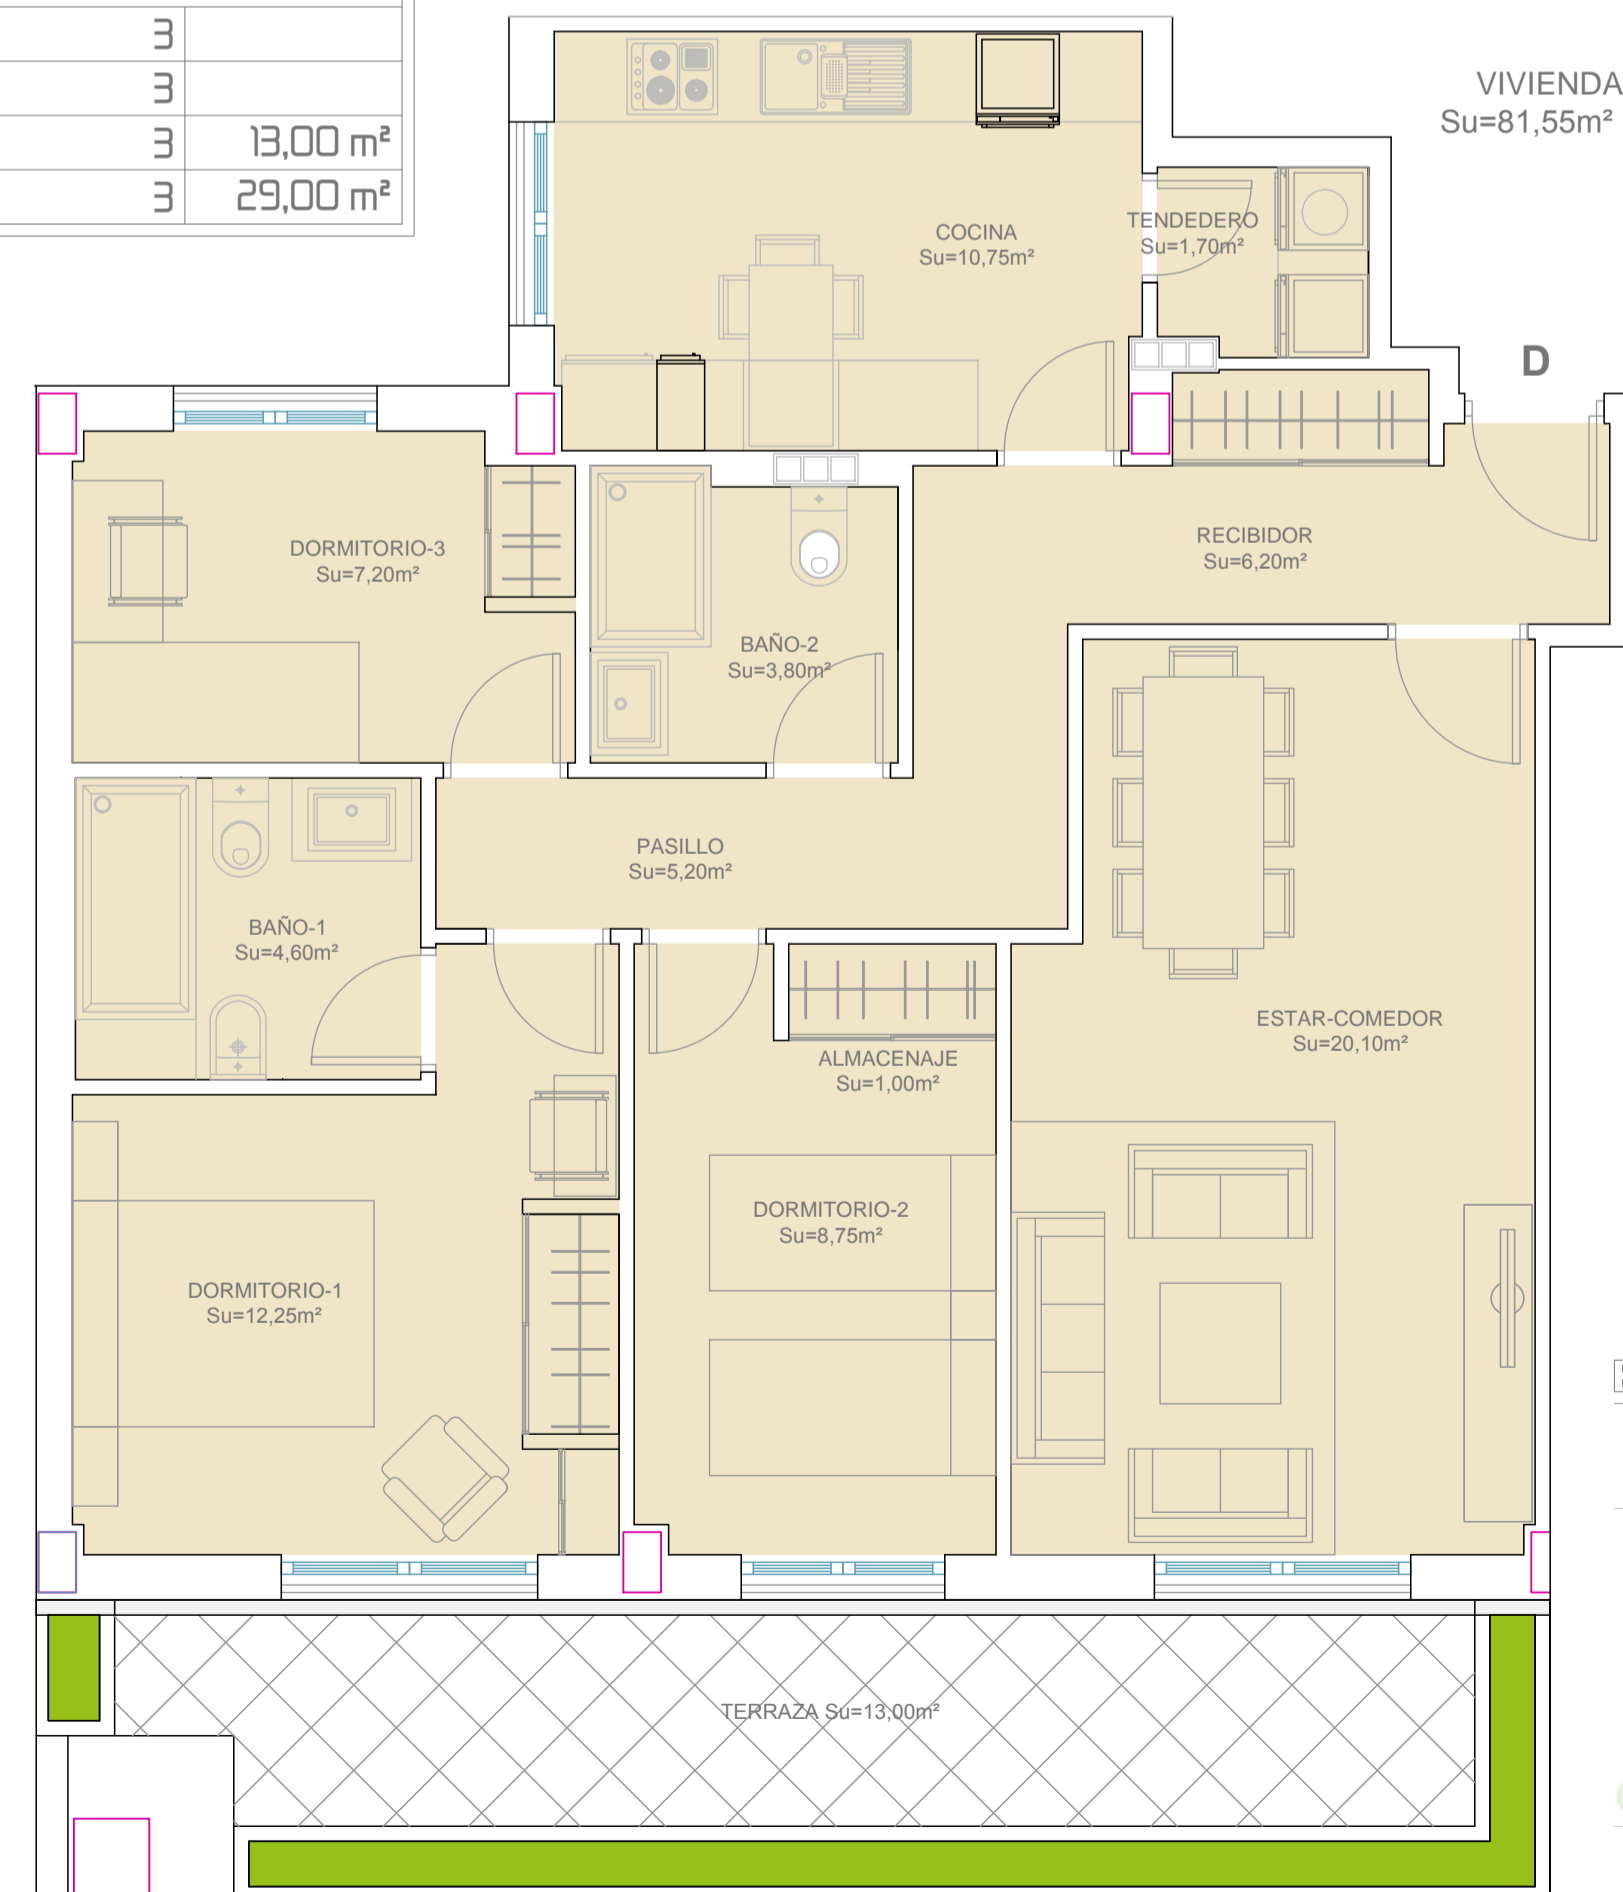 3
3
3 13,00 m²
3 29,00 m²
VIVIENDA
Su=81,55m²
COCINA
Su=10,75m²
TENDEDERO
Su=1,70m²
D
DORMITORIO-3
Su=7,20m²
RECIBIDOR
Su=6,20m²
BAÑO-2
Su=3,80m²
PASILLO
Su=5,20m²
BAÑO-1
Su=4,60m²
ESTAR-COMEDOR
Su=20,10m²
ALMACENAJE
Su=1,00m²
DORMITORIO-2
Su=8,75m²
DORMITORIO-1
Su=12,25m²
TERRAZA Su=13,00m²